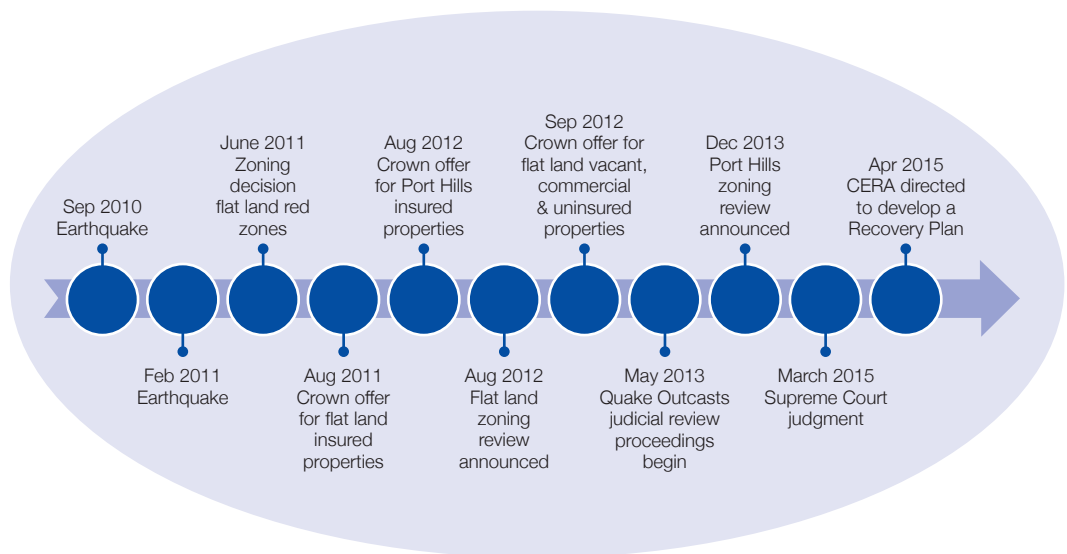 Sep 2010
Earthquake
Feb 2011
Earthquake
June 2011
Zoning
decision
flat land red
zones
Aug 2011
Crown offer
for flat land
insured
properties
Aug 2012
Crown offer
for Port Hills
insured
properties
Aug 2012
Flat land
zoning
review
announced
Sep 2012
Crown offer for
flat land vacant,
commercial
& uninsured
properties
May 2013
Quake Outcasts
judicial review
proceedings
begin
Dec 2013
Port Hills
zoning
review
announced
March 2015
Supreme Court
judgment
Apr 2015
CERA directed
to develop a
Recovery Plan